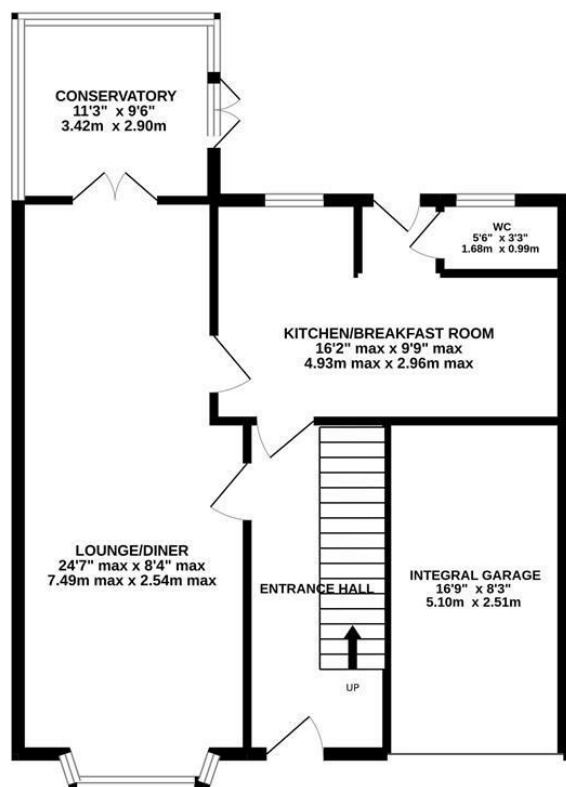 CONSERVATORY
11'3" x 9'6"
3.42m x 2.90m
WC
5'6" x 3'3"
1.68m x 0.99m
KITCHEN/BREAKFAST ROOM
16'2" max x 9'9" max
4.93m max x 2.96m max
LOUNGE/DINER
24'7" max x 8'4" max
7.49m max x 2.54m max
ENTRANCE HALL
INTEGRAL GARAGE
16'9" x 8'3"
5.10m x 2.51m
UP